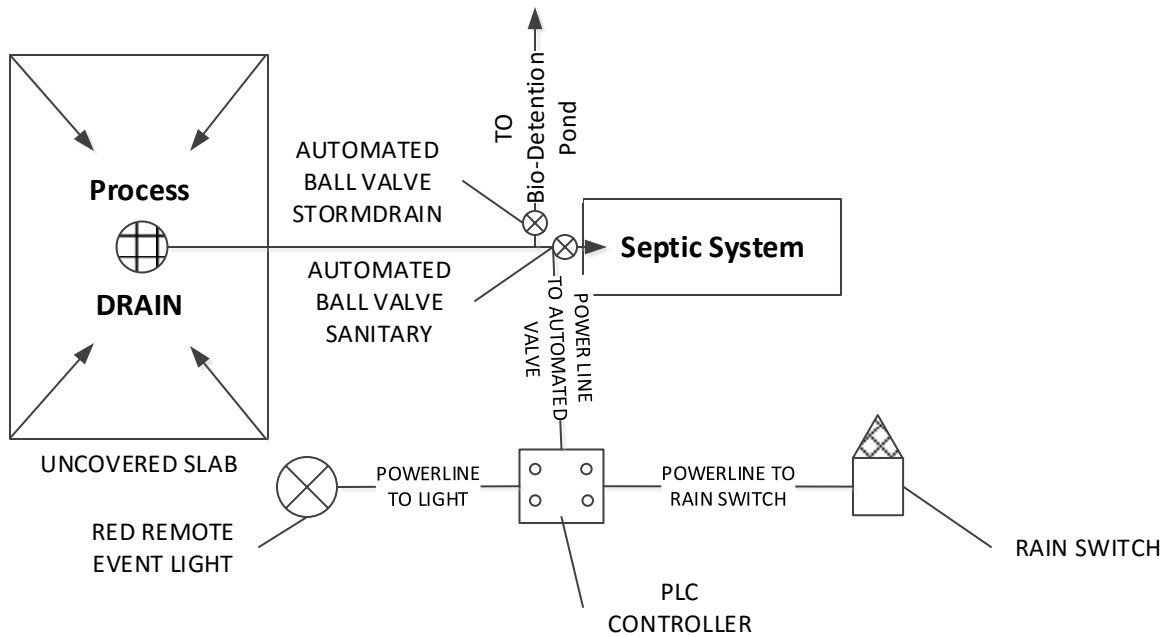 TO
Bio-Detention
Pond
AUTOMATED
BALL VALVE
STORMDRAIN
Process
DRAIN
Septic System
AUTOMATED
BALL VALVE
SANITARY
POWER LINE
TO AUTOMATED
VALVE
UNCOVERED SLAB
POWERLINE
TO LIGHT
POWERLINE TO
RAIN SWITCH
RED REMOTE
EVENT LIGHT
RAIN SWITCH
PLC
CONTROLLER